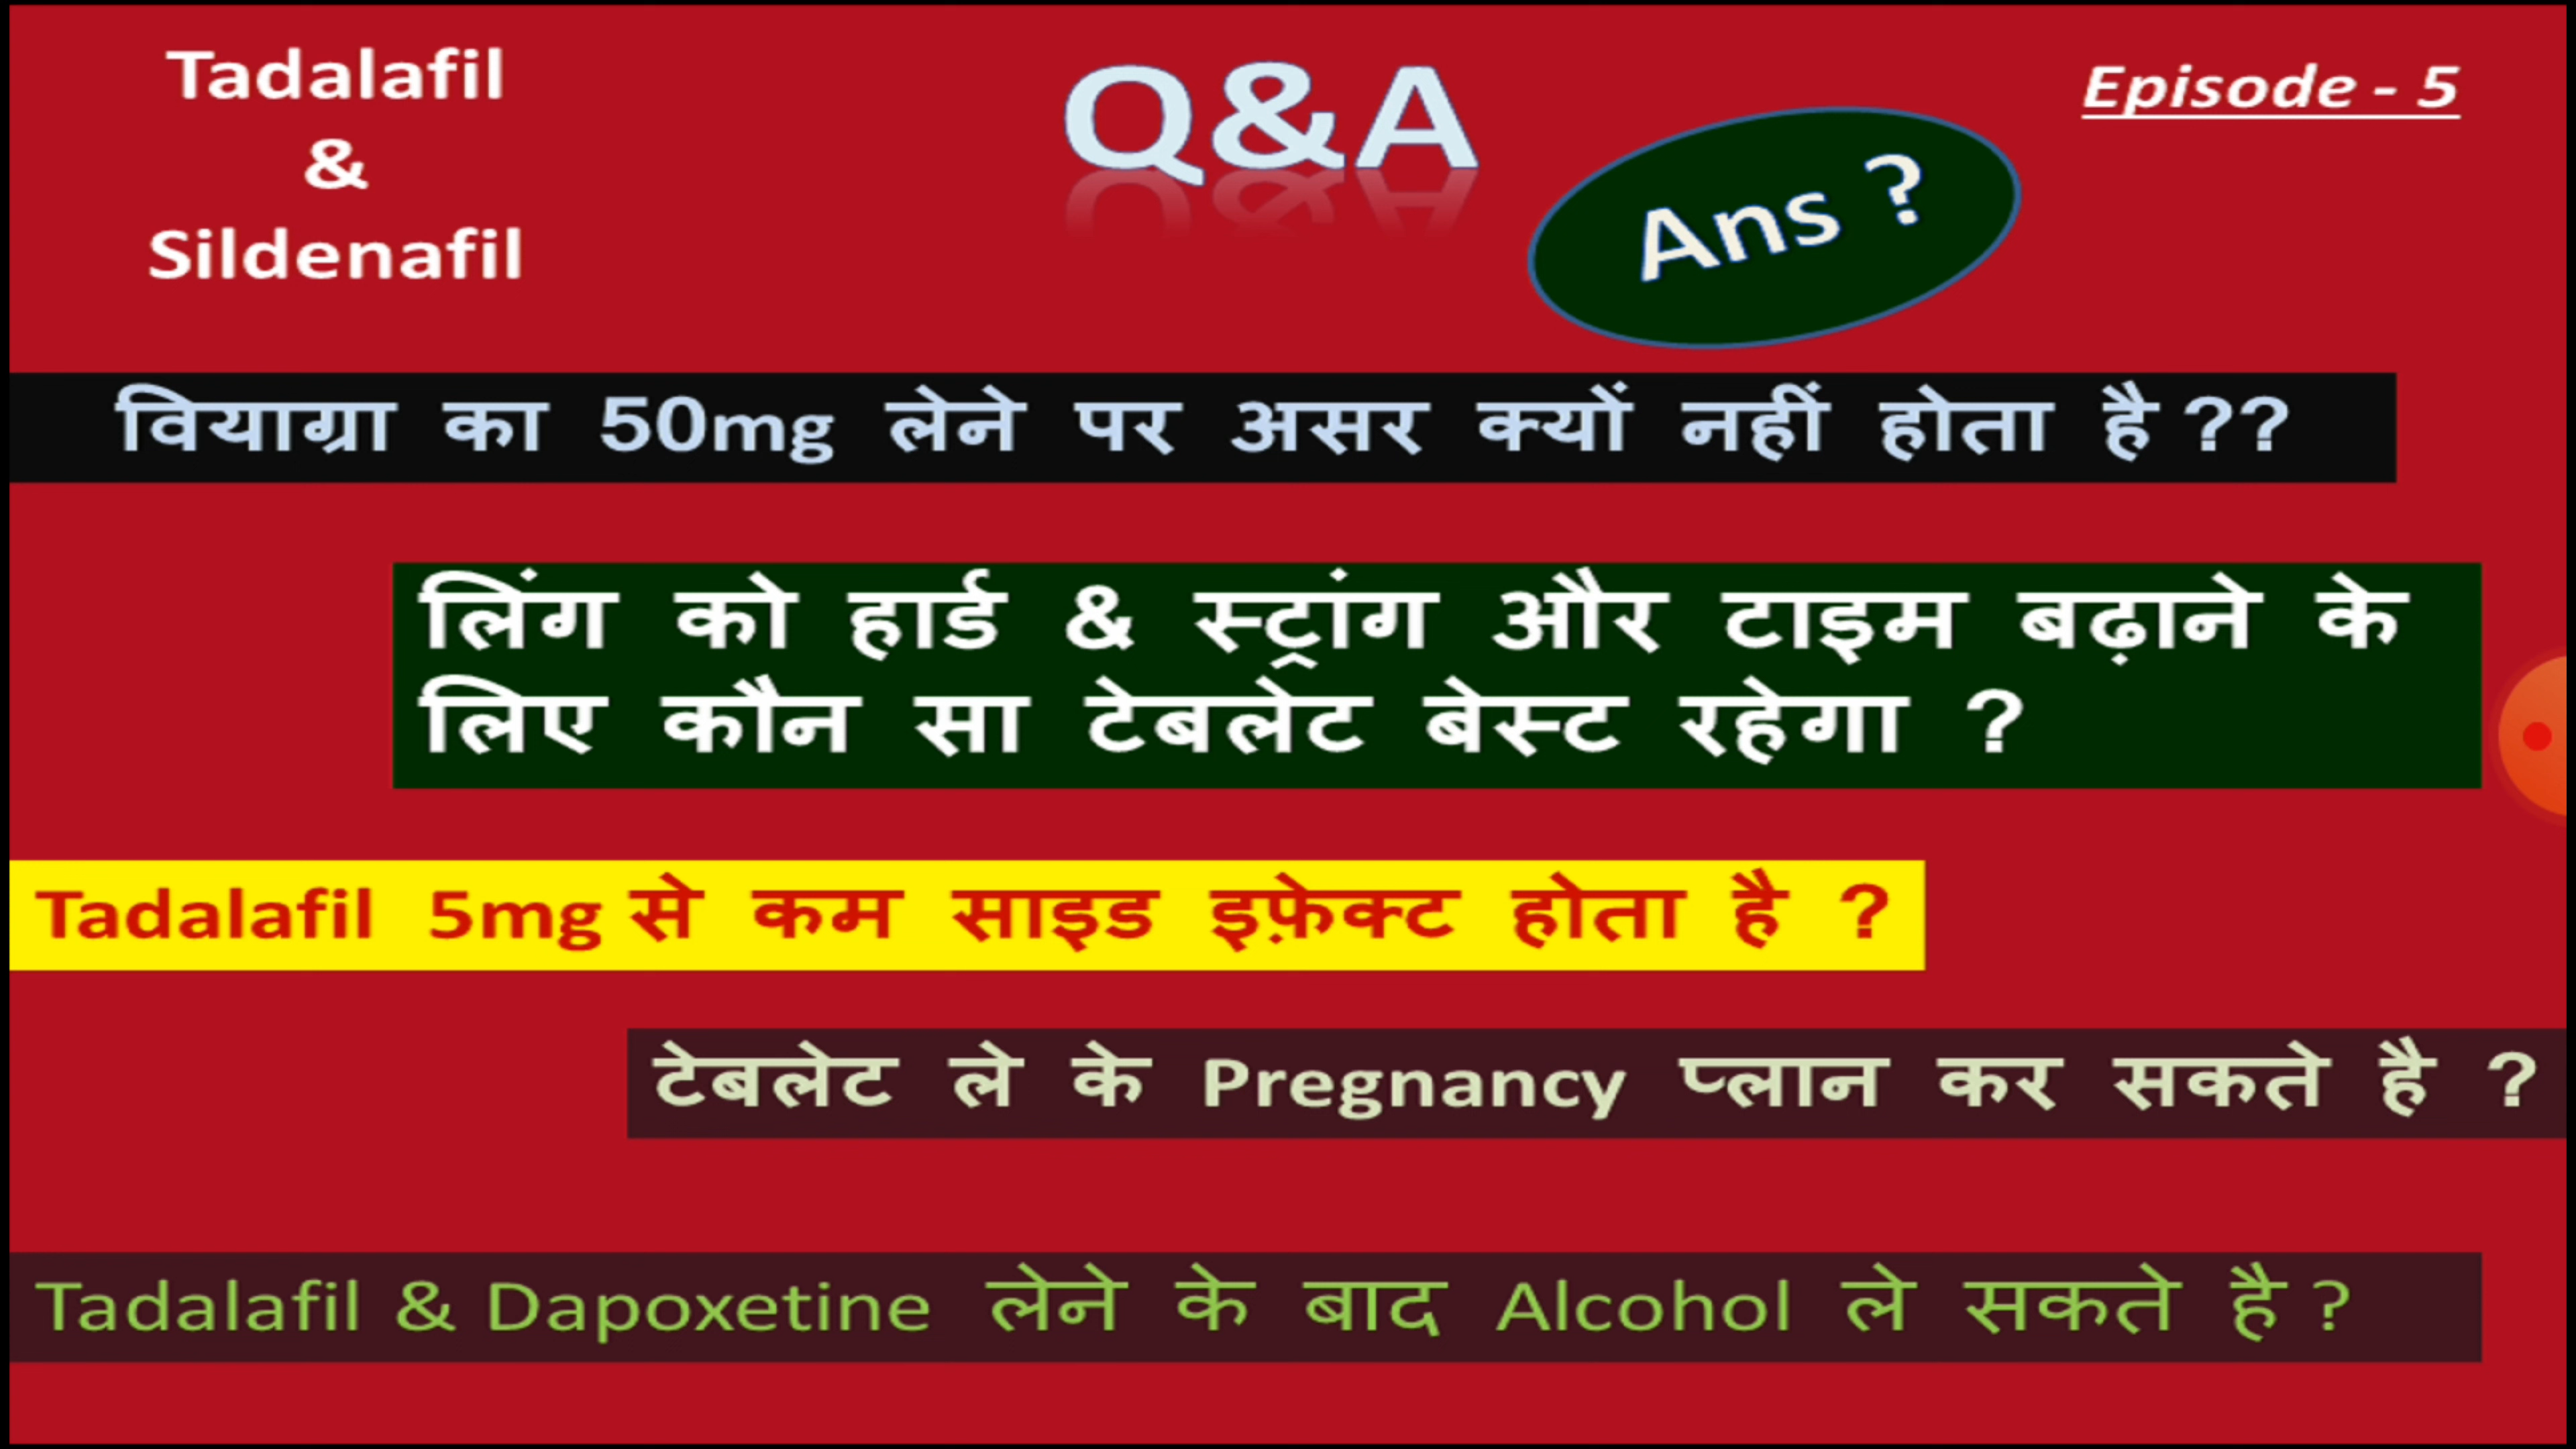 Tadalafil
&
Sildenafil
Q&A
Ans ?
Episode - 5
वियाग्रा का 50mg लेने पर असर क्यों नहीं होता है ??
लिंग को हार्ड & स्ट्रांग और टाइम बढ़ाने के
लिए कौन सा टेबलेट बेस्ट रहेगा ?
Tadalafil 5mg से कम साइड इफ़ेक्ट होता है ?
टेबलेट ले के Pregnancy प्लान कर सकते है ?
Tadalafil & Dapoxetine लेने के बाद Alcohol ले सकते है ?